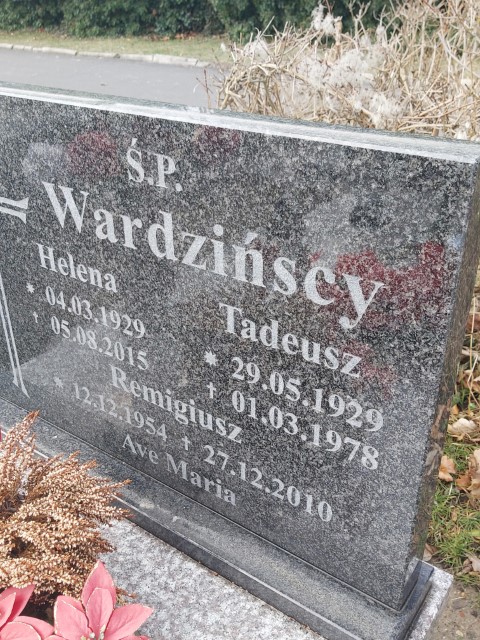 Ś.P.
Wardzińscy
Helena Tadeusz
* 04.03.1929 * 29.05.1929
† 05.08.2015 † 01.03.1978
Remigiusz
* 12.12.1954 † 27.12.2010
Ave Maria